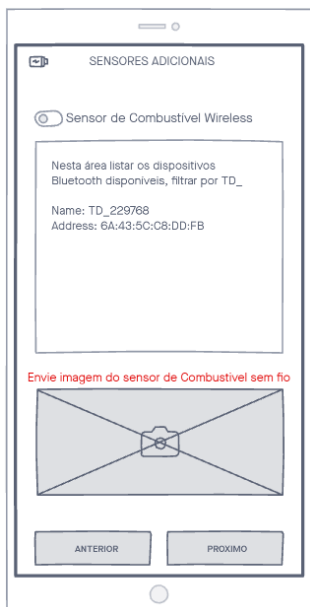 SENSORES ADICIONAIS
Sensor de Combustível Wireless
Nesta área listar os dispositivos
Bluetooth disponíveis, filtrar por TD_
Name: TD_229768
Address: 6A:43:5C:C8:DD:FB
Envie imagem do sensor de Combustivel sem fio
ANTERIOR
PROXIMO